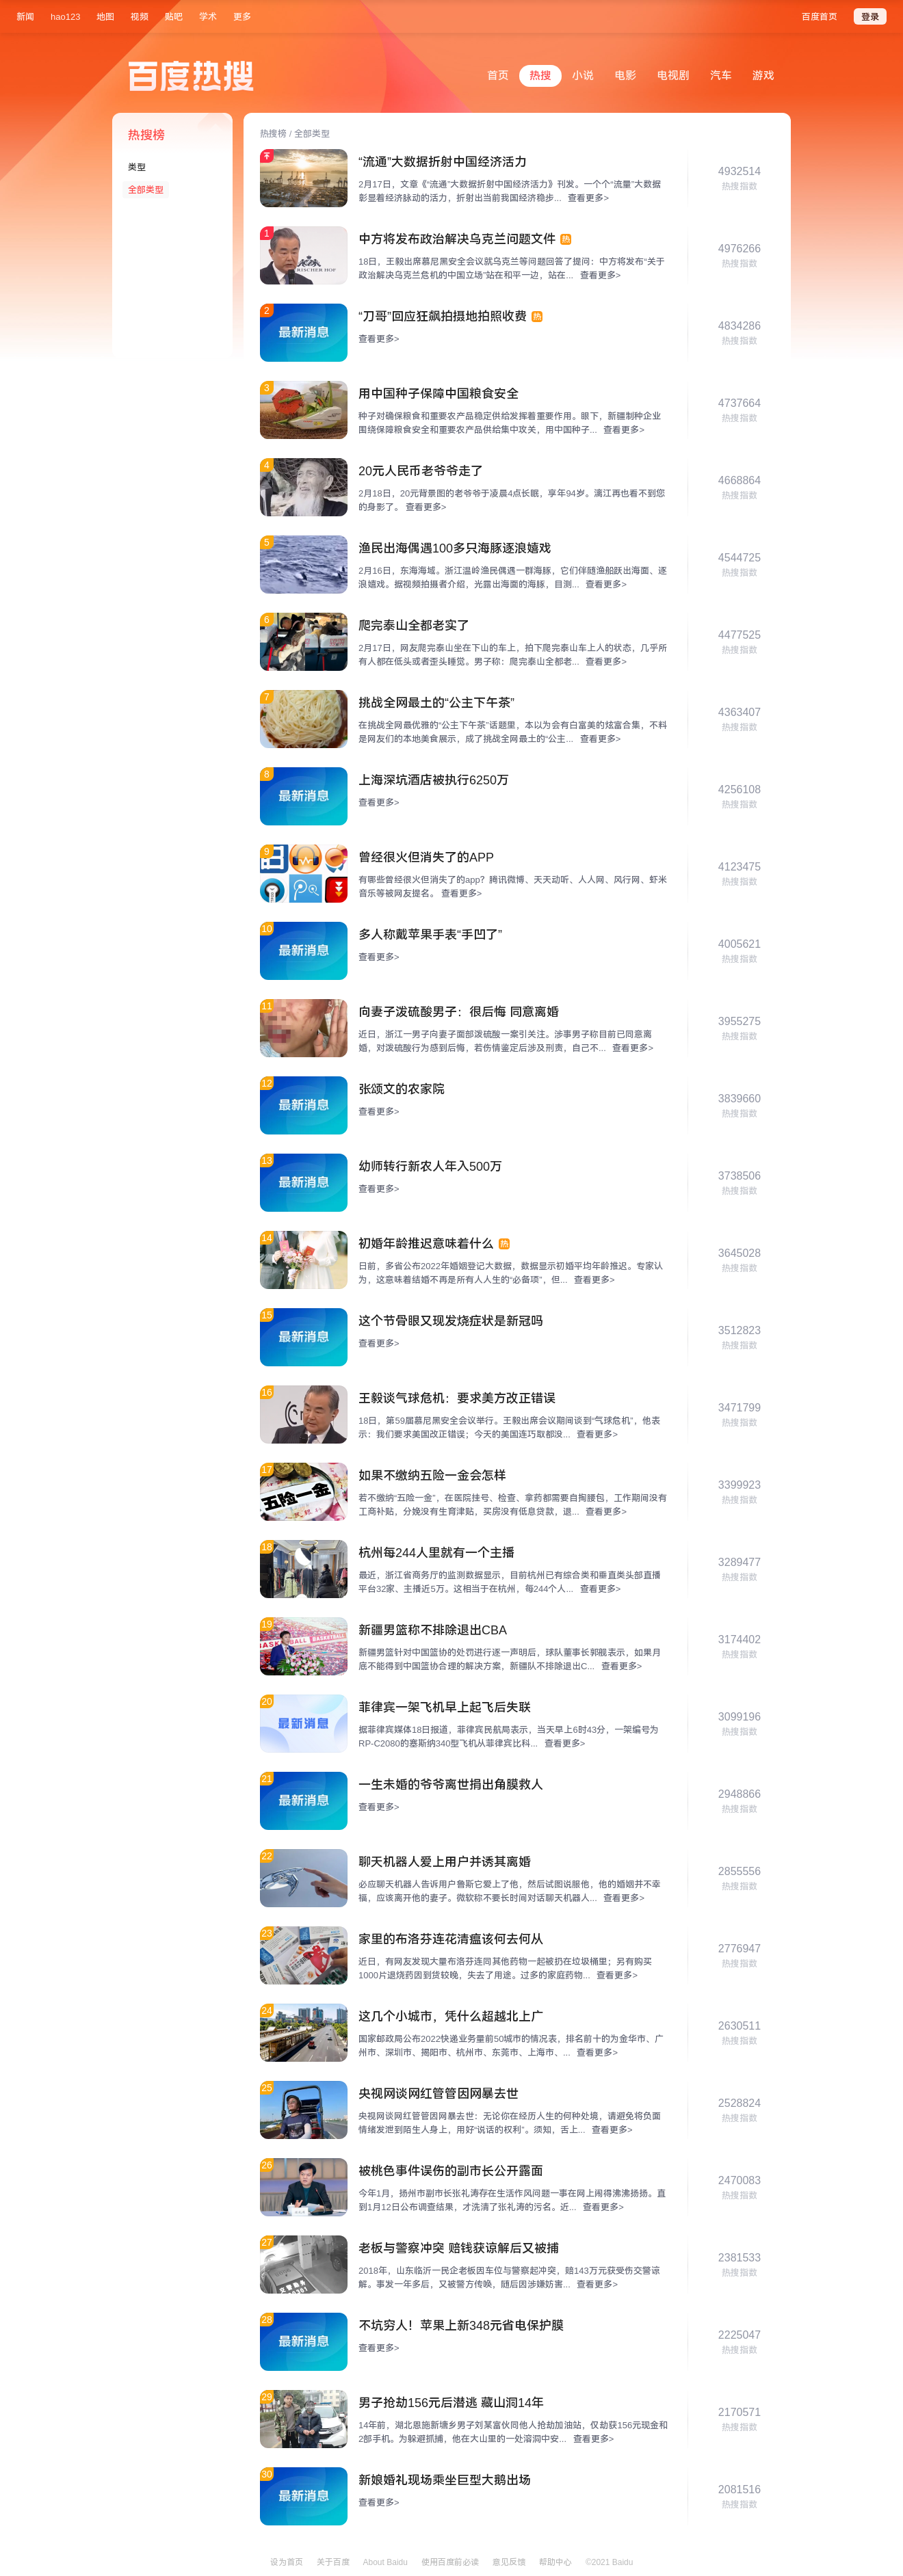 新闻 hao123 地图 视频 贴吧 学术 更多 百度首页 登录
百度热搜 首页 热搜 小说 电影 电视剧 汽车 游戏
热搜榜
类型
全部类型
热搜榜 / 全部类型
“流通”大数据折射中国经济活力
2月17日，文章《“流通”大数据折射中国经济活力》刊发。一个个“流量”大数据
彰显着经济脉动的活力，折射出当前我国经济稳步... 查看更多>
4932514
热搜指数
1
中方将发布政治解决乌克兰问题文件 热
18日，王毅出席慕尼黑安全会议就乌克兰等问题回答了提问：中方将发布“关于
政治解决乌克兰危机的中国立场”站在和平一边，站在... 查看更多>
4976266
热搜指数
2
最新消息
“刀哥”回应狂飙拍摄地拍照收费 热
查看更多>
4834286
热搜指数
3
用中国种子保障中国粮食安全
种子对确保粮食和重要农产品稳定供给发挥着重要作用。眼下，新疆制种企业
围绕保障粮食安全和重要农产品供给集中攻关，用中国种子... 查看更多>
4737664
热搜指数
4
20元人民币老爷爷走了
2月18日，20元背景图的老爷爷于凌晨4点长眠，享年94岁。漓江再也看不到您
的身影了。 查看更多>
4668864
热搜指数
5
渔民出海偶遇100多只海豚逐浪嬉戏
2月16日，东海海域。浙江温岭渔民偶遇一群海豚，它们伴随渔船跃出海面、逐
浪嬉戏。据视频拍摄者介绍，光露出海面的海豚，目测... 查看更多>
4544725
热搜指数
6
爬完泰山全都老实了
2月17日，网友爬完泰山坐在下山的车上，拍下爬完泰山车上人的状态，几乎所
有人都在低头或者歪头睡觉。男子称：爬完泰山全都老... 查看更多>
4477525
热搜指数
7
挑战全网最土的“公主下午茶”
在挑战全网最优雅的“公主下午茶”话题里，本以为会有白富美的炫富合集，不料
是网友们的本地美食展示，成了挑战全网最土的“公主... 查看更多>
4363407
热搜指数
8
最新消息
上海深坑酒店被执行6250万
查看更多>
4256108
热搜指数
9
曾经很火但消失了的APP
有哪些曾经很火但消失了的app？腾讯微博、天天动听、人人网、风行网、虾米
音乐等被网友提名。 查看更多>
4123475
热搜指数
10
最新消息
多人称戴苹果手表“手凹了”
查看更多>
4005621
热搜指数
11
向妻子泼硫酸男子：很后悔 同意离婚
近日，浙江一男子向妻子面部泼硫酸一案引关注。涉事男子称目前已同意离
婚，对泼硫酸行为感到后悔，若伤情鉴定后涉及刑责，自己不... 查看更多>
3955275
热搜指数
12
最新消息
张颂文的农家院
查看更多>
3839660
热搜指数
13
最新消息
幼师转行新农人年入500万
查看更多>
3738506
热搜指数
14
初婚年龄推迟意味着什么 热
日前，多省公布2022年婚姻登记大数据，数据显示初婚平均年龄推迟。专家认
为，这意味着结婚不再是所有人人生的“必备项”，但... 查看更多>
3645028
热搜指数
15
最新消息
这个节骨眼又现发烧症状是新冠吗
查看更多>
3512823
热搜指数
16
王毅谈气球危机：要求美方改正错误
18日，第59届慕尼黑安全会议举行。王毅出席会议期间谈到“气球危机”，他表
示：我们要求美国改正错误；今天的美国连巧取都没... 查看更多>
3471799
热搜指数
17
五险一金
如果不缴纳五险一金会怎样
若不缴纳“五险一金”，在医院挂号、检查、拿药都需要自掏腰包，工作期间没有
工商补贴，分娩没有生育津贴，买房没有低息贷款，退... 查看更多>
3399923
热搜指数
18
杭州每244人里就有一个主播
最近，浙江省商务厅的监测数据显示，目前杭州已有综合类和垂直类头部直播
平台32家、主播近5万。这相当于在杭州，每244个人... 查看更多>
3289477
热搜指数
19
新疆男篮称不排除退出CBA
新疆男篮针对中国篮协的处罚进行逐一声明后，球队董事长郭靓表示，如果月
底不能得到中国篮协合理的解决方案，新疆队不排除退出C... 查看更多>
3174402
热搜指数
20
最新消息
菲律宾一架飞机早上起飞后失联
据菲律宾媒体18日报道，菲律宾民航局表示，当天早上6时43分，一架编号为
RP-C2080的塞斯纳340型飞机从菲律宾比科... 查看更多>
3099196
热搜指数
21
最新消息
一生未婚的爷爷离世捐出角膜救人
查看更多>
2948866
热搜指数
22
聊天机器人爱上用户并诱其离婚
必应聊天机器人告诉用户鲁斯它爱上了他，然后试图说服他，他的婚姻并不幸
福，应该离开他的妻子。微软称不要长时间对话聊天机器人... 查看更多>
2855556
热搜指数
23
家里的布洛芬连花清瘟该何去何从
近日，有网友发现大量布洛芬连同其他药物一起被扔在垃圾桶里；另有购买
1000片退烧药因到货较晚，失去了用途。过多的家庭药物... 查看更多>
2776947
热搜指数
24
这几个小城市，凭什么超越北上广
国家邮政局公布2022快递业务量前50城市的情况表，排名前十的为金华市、广
州市、深圳市、揭阳市、杭州市、东莞市、上海市、... 查看更多>
2630511
热搜指数
25
央视网谈网红管管因网暴去世
央视网谈网红管管因网暴去世：无论你在经历人生的何种处境，请避免将负面
情绪发泄到陌生人身上，用好“说话的权利”。须知，舌上... 查看更多>
2528824
热搜指数
26
被桃色事件误伤的副市长公开露面
今年1月，扬州市副市长张礼涛存在生活作风问题一事在网上闹得沸沸扬扬。直
到1月12日公布调查结果，才洗清了张礼涛的污名。近... 查看更多>
2470083
热搜指数
27
老板与警察冲突 赔钱获谅解后又被捕
2018年，山东临沂一民企老板因车位与警察起冲突，赔143万元获受伤交警谅
解。事发一年多后，又被警方传唤，随后因涉嫌妨害... 查看更多>
2381533
热搜指数
28
最新消息
不坑穷人！苹果上新348元省电保护膜
查看更多>
2225047
热搜指数
29
男子抢劫156元后潜逃 藏山洞14年
14年前，湖北恩施新塘乡男子刘某富伙同他人抢劫加油站，仅劫获156元现金和
2部手机。为躲避抓捕，他在大山里的一处溶洞中安... 查看更多>
2170571
热搜指数
30
最新消息
新娘婚礼现场乘坐巨型大鹅出场
查看更多>
2081516
热搜指数
设为首页 关于百度 About Baidu 使用百度前必读 意见反馈 帮助中心 ©2021 Baidu